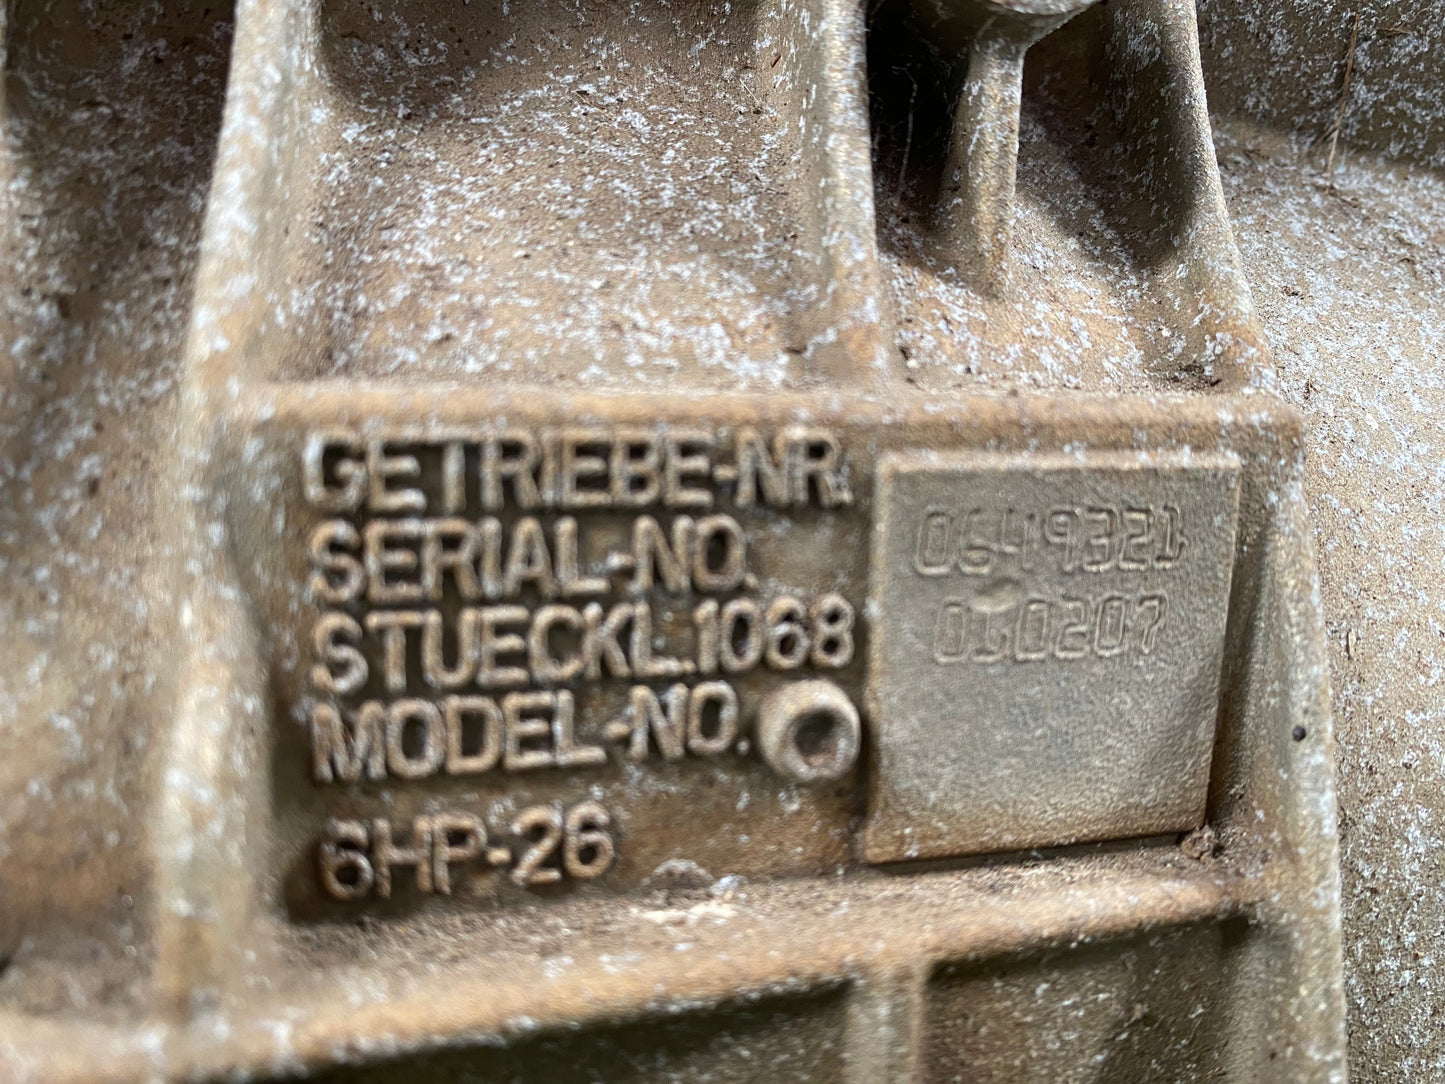 GETRIEBE-NR.
SERIAL-NO.
STUECKL.1068
MODEL-NO.
6HP-26
0649321
010207